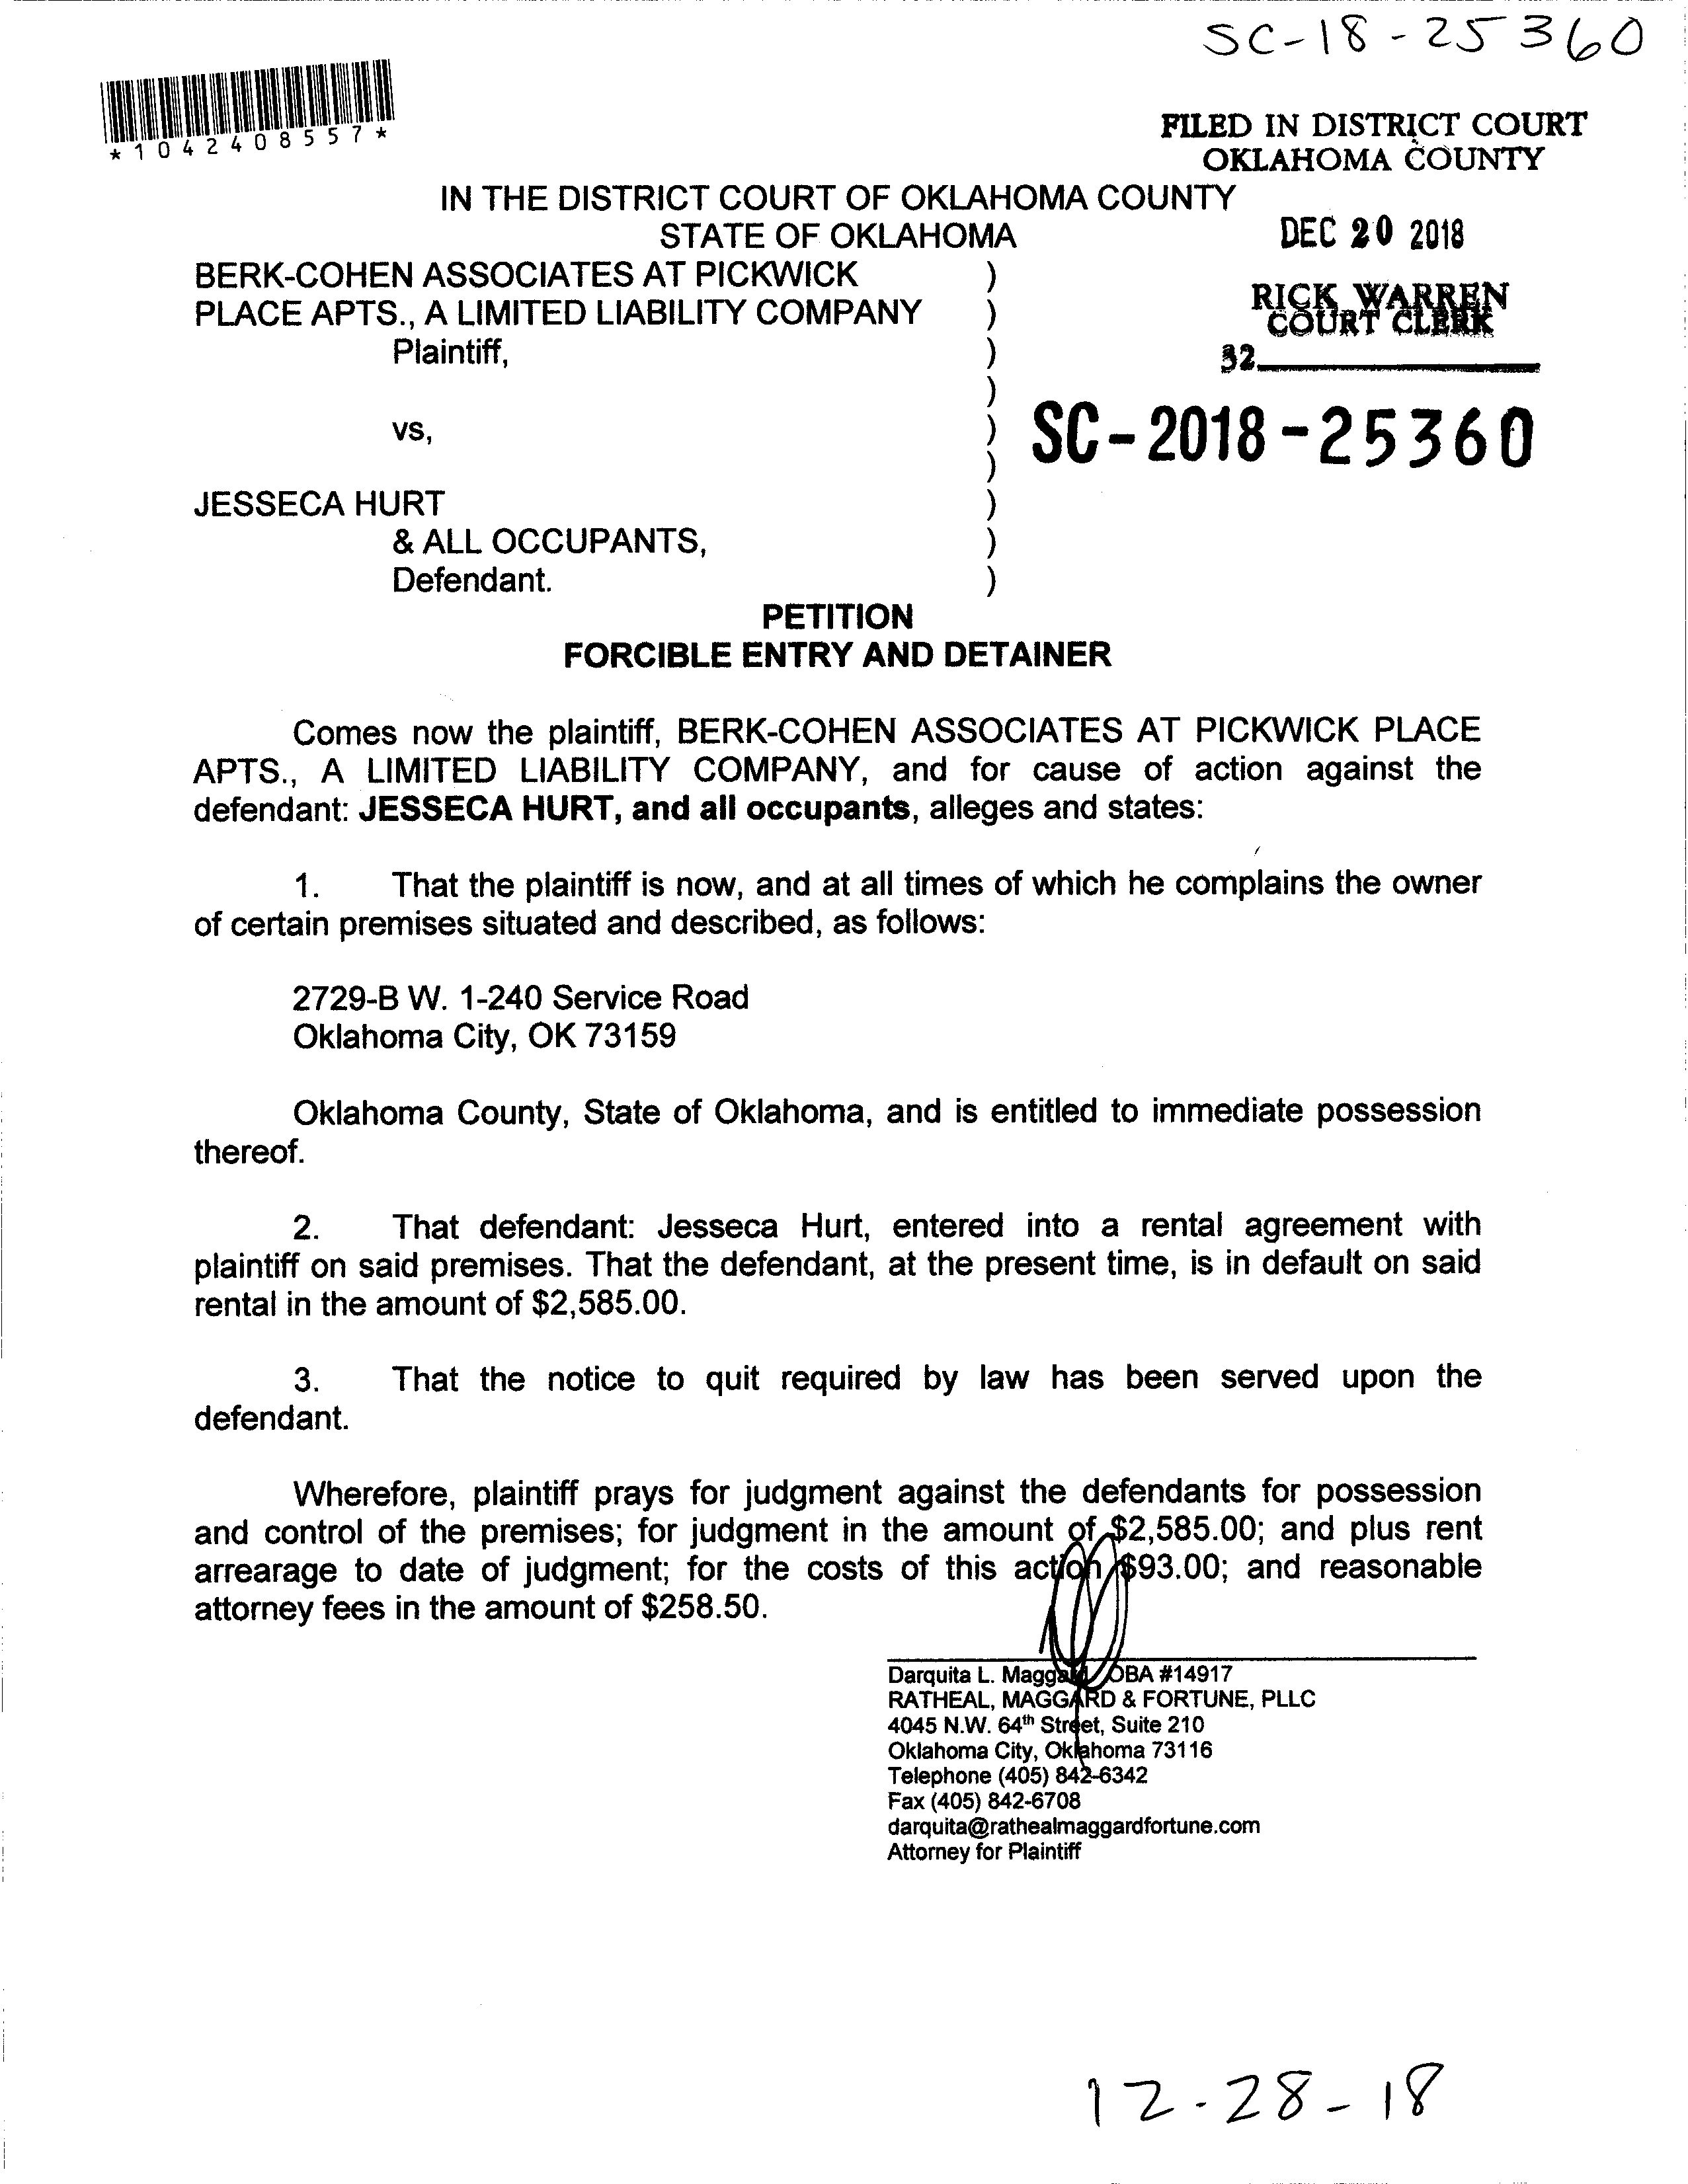 SC-18-25360
*1042408557*
FILED IN DISTRICT COURT
OKLAHOMA COUNTY
IN THE DISTRICT COURT OF OKLAHOMA COUNTY
STATE OF OKLAHOMA
DEC 20 2018
BERK-COHEN ASSOCIATES AT PICKWICK )
PLACE APTS., A LIMITED LIABILITY COMPANY )
RICK WARREN
COURT CLERK
Plaintiff, )
32
)
vs, )
SC-2018-25360
)
JESSECA HURT )
& ALL OCCUPANTS, )
Defendant. )
PETITION
FORCIBLE ENTRY AND DETAINER
Comes now the plaintiff, BERK-COHEN ASSOCIATES AT PICKWICK PLACE
APTS., A LIMITED LIABILITY COMPANY, and for cause of action against the
defendant: JESSECA HURT, and all occupants, alleges and states:
1. That the plaintiff is now, and at all times of which he complains the owner
of certain premises situated and described, as follows:
2729-B W. 1-240 Service Road
Oklahoma City, OK 73159
Oklahoma County, State of Oklahoma, and is entitled to immediate possession
thereof.
2. That defendant: Jesseca Hurt, entered into a rental agreement with
plaintiff on said premises. That the defendant, at the present time, is in default on said
rental in the amount of $2,585.00.
3. That the notice to quit required by law has been served upon the
defendant.
Wherefore, plaintiff prays for judgment against the defendants for possession
and control of the premises; for judgment in the amount of $2,585.00; and plus rent
arrearage to date of judgment; for the costs of this action $93.00; and reasonable
attorney fees in the amount of $258.50.
Darquita L. Maggard, OBA #14917
RATHEAL, MAGGARD & FORTUNE, PLLC
4045 N.W. 64th Street, Suite 210
Oklahoma City, Oklahoma 73116
Telephone (405) 842-6342
Fax (405) 842-6708
darquita@rathealmaggardfortune.com
Attorney for Plaintiff
12-28-18